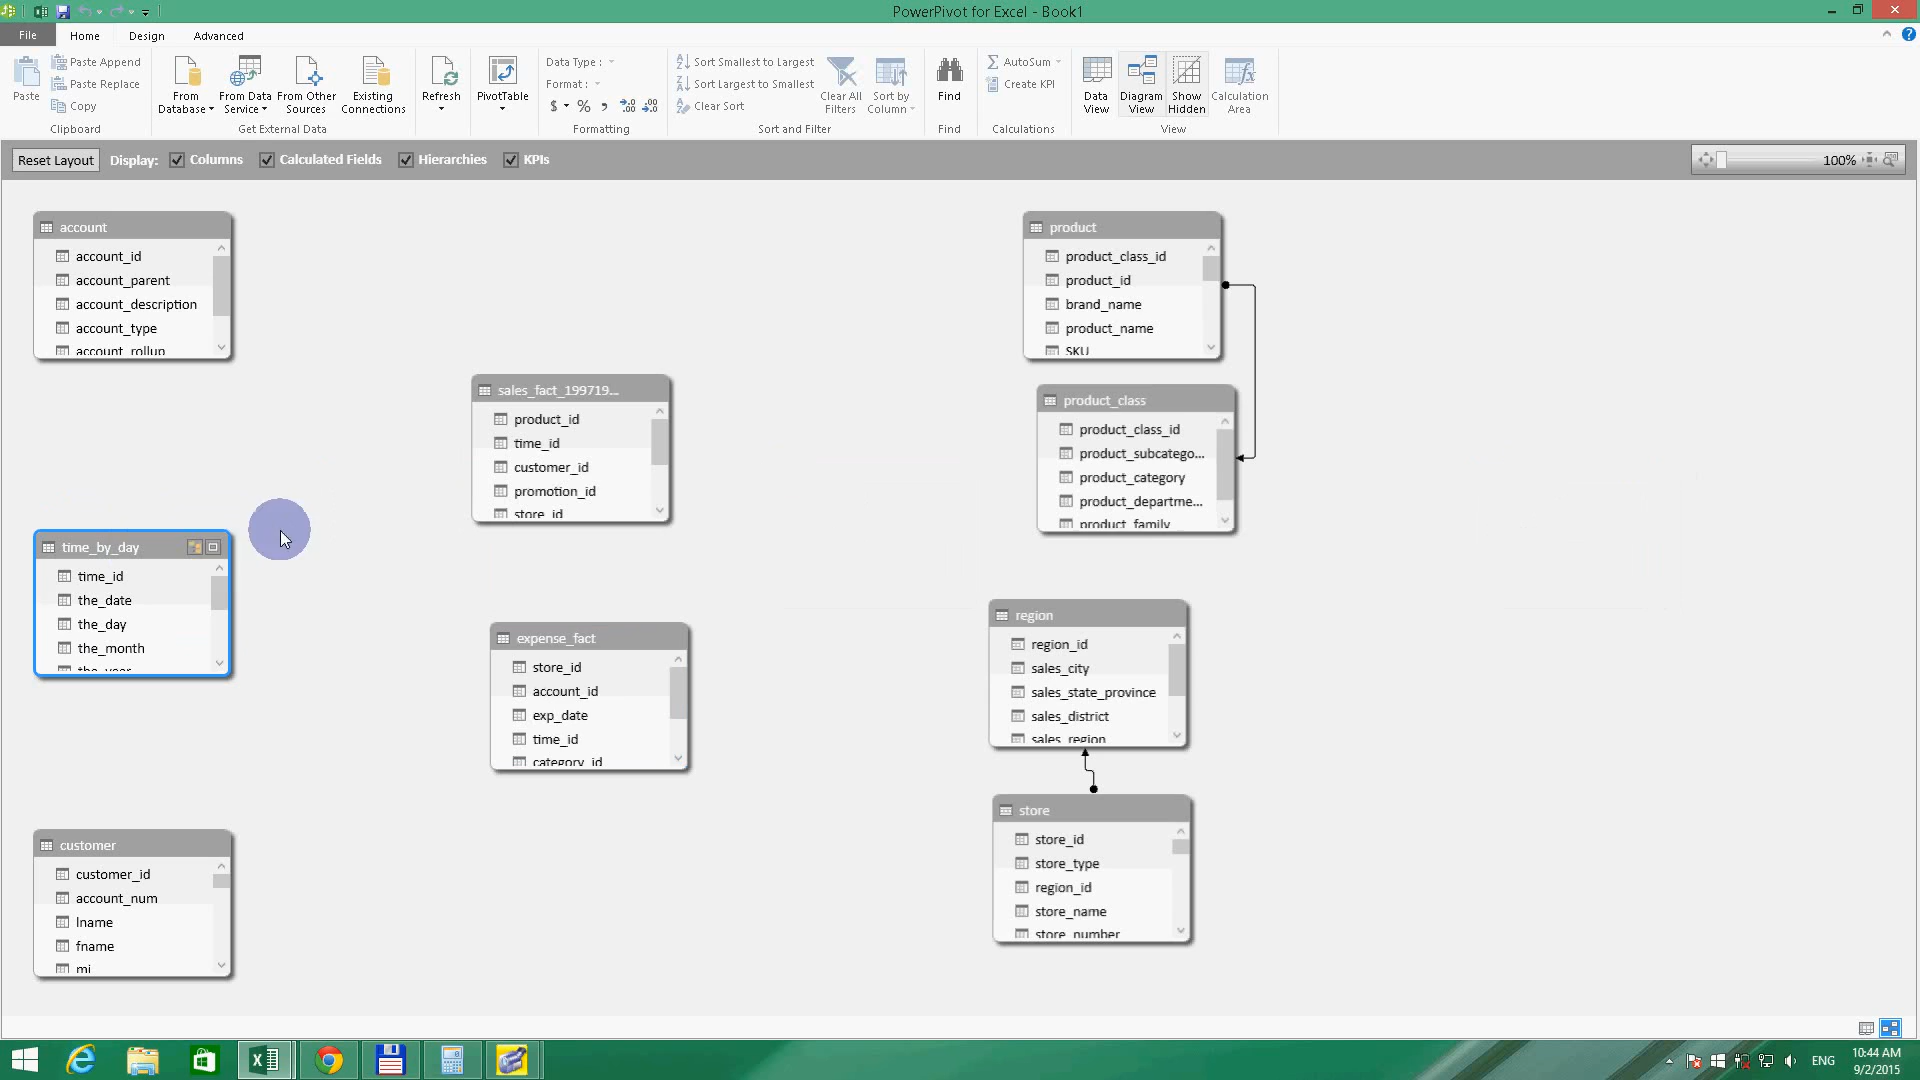 PowerPivot for Excel - Book1
File
Home
Design
Advanced
Paste
Paste Append
Paste Replace
Copy
Clipboard
From Database
From Data Service
From Other Sources
Existing Connections
Get External Data
Refresh
PivotTable
Data Type :
Format :
$ % ,
Formatting
Sort Smallest to Largest
Sort Largest to Smallest
Clear Sort
Clear All Filters
Sort by Column
Sort and Filter
Find
Find
AutoSum
Create KPI
Calculations
Data View
Diagram View
Show Hidden
Calculation Area
View
Reset Layout
Display:
Columns
Calculated Fields
Hierarchies
KPIs
100%
account
account_id
account_parent
account_description
account_type
account_rollup
sales_fact_199719...
product_id
time_id
customer_id
promotion_id
store_id
product
product_class_id
product_id
brand_name
product_name
SKU
product_class
product_class_id
product_subcatego...
product_category
product_departme...
product_family
time_by_day
time_id
the_date
the_day
the_month
the_year
expense_fact
store_id
account_id
exp_date
time_id
category_id
region
region_id
sales_city
sales_state_province
sales_district
sales_region
customer
customer_id
account_num
lname
fname
mi
store
store_id
store_type
region_id
store_name
store_number
ENG
10:44 AM
9/2/2015